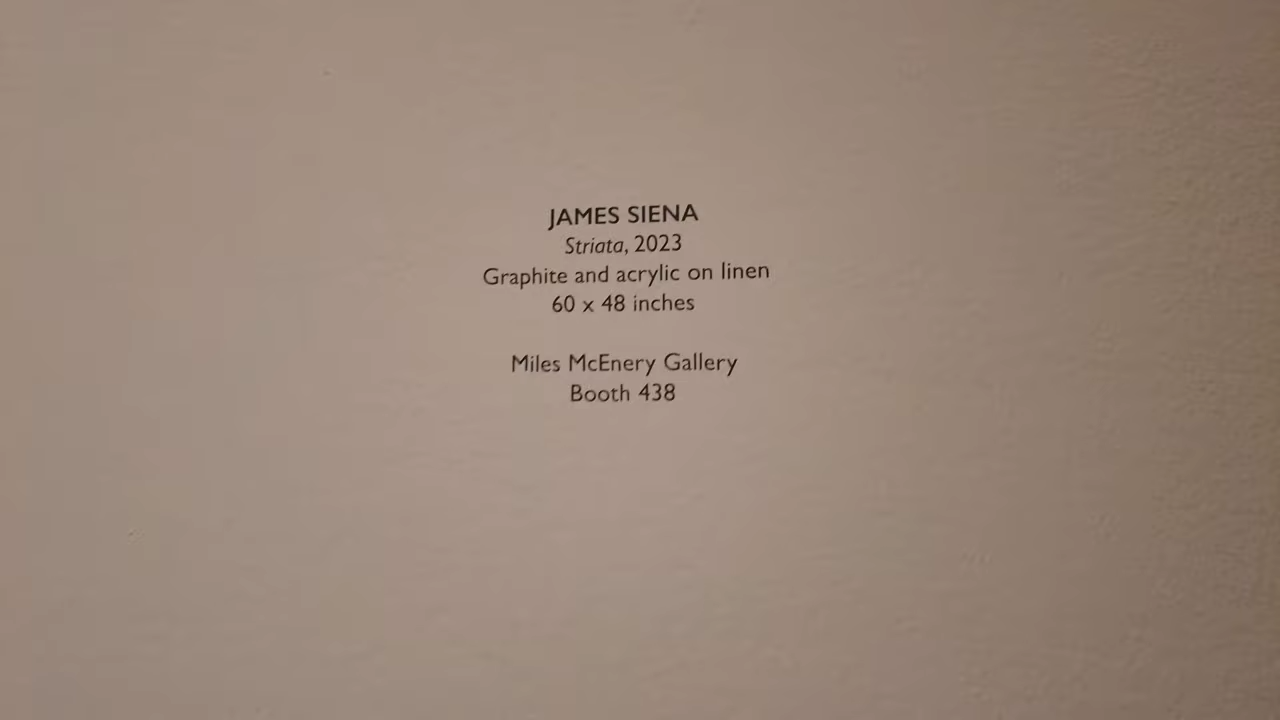 JAMES SIENA
Striata, 2023
Graphite and acrylic on linen
60 x 48 inches
Miles McEnery Gallery
Booth 438